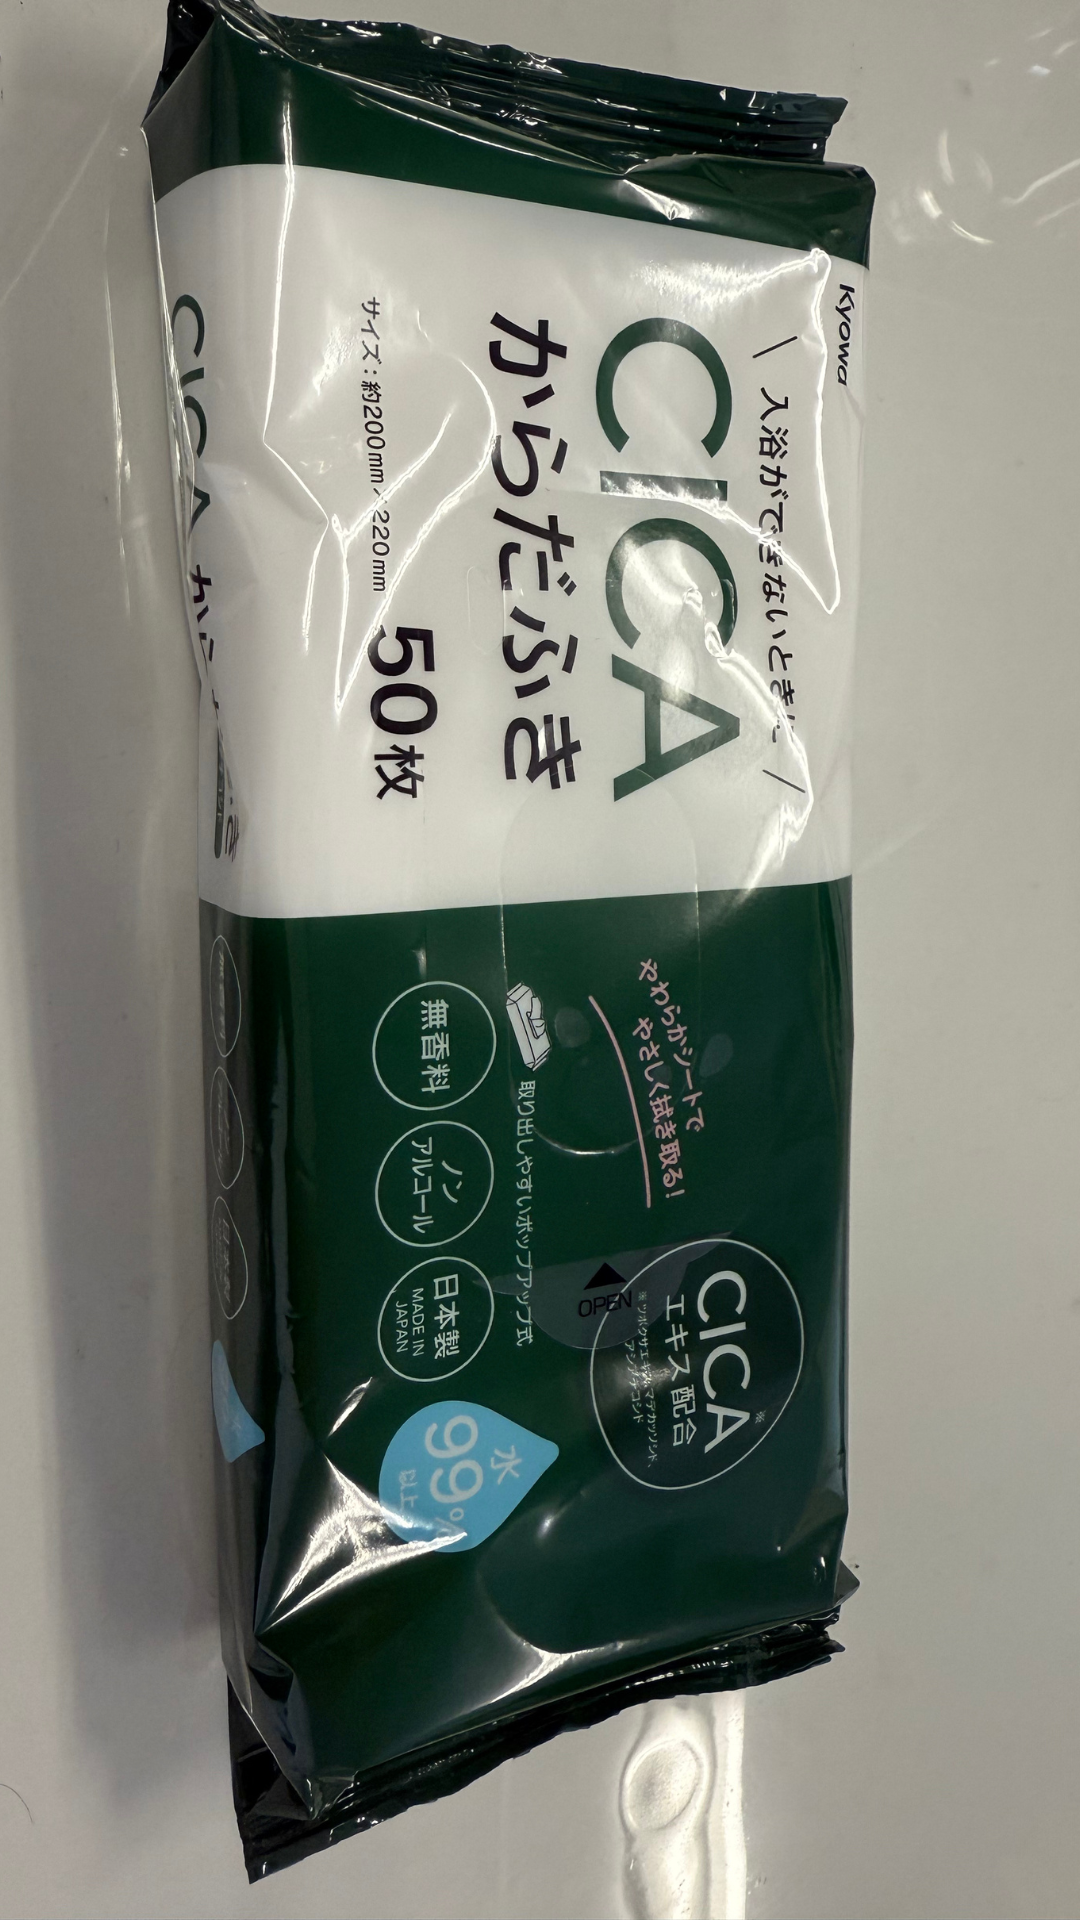 Kyowa
入浴ができないときに
CICA
からだふき
サイズ：約200mm×220mm
50枚
やわらかシートで
やさしく拭き取る！
CICA※
エキス配合
OPEN
取り出しやすいポップアップ式
無香料
ノン
アルコール
日本製
MADE IN
JAPAN
水
99%
以上
CICA から